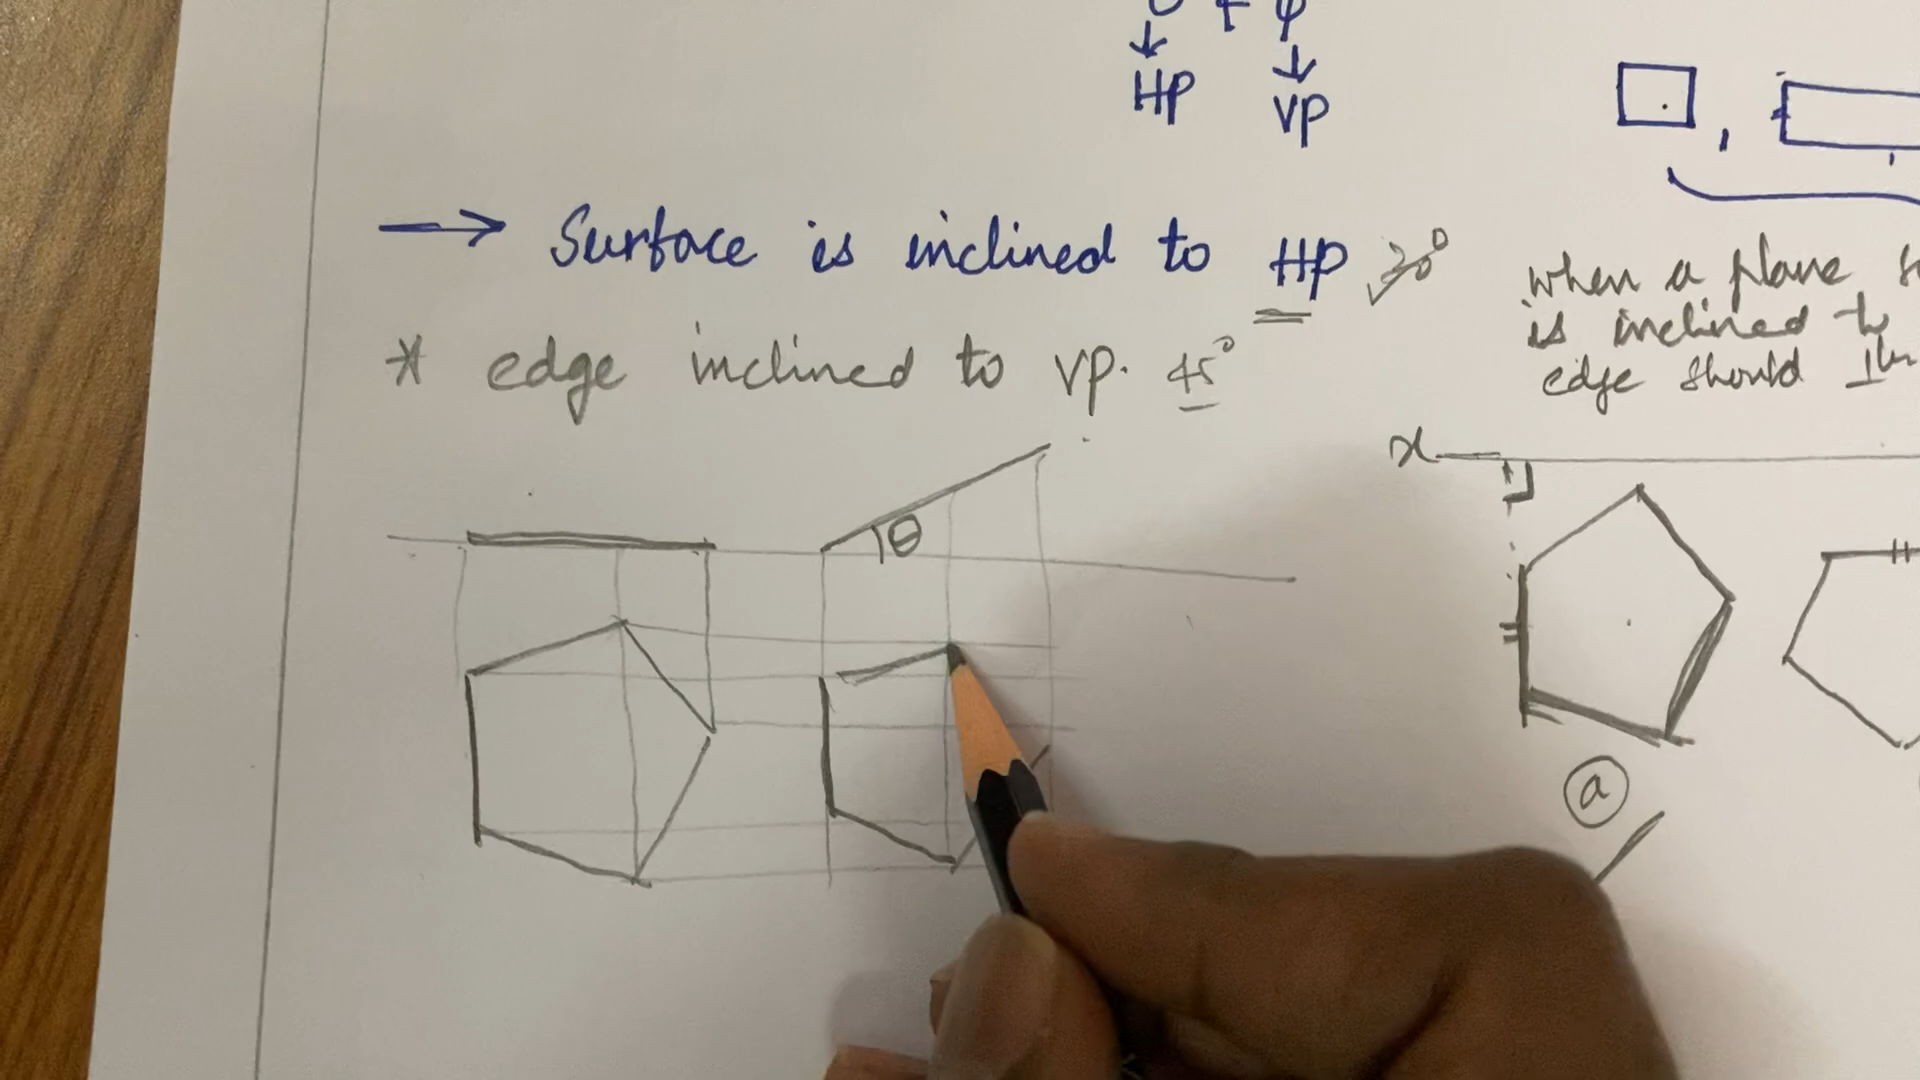 θ + φ
↓ ↓
HP VP
→ Surface is inclined to HP 30°
* edge inclined to VP. 45°
θ
when a plane
is inclined to
edge should ⊥lr
x
a